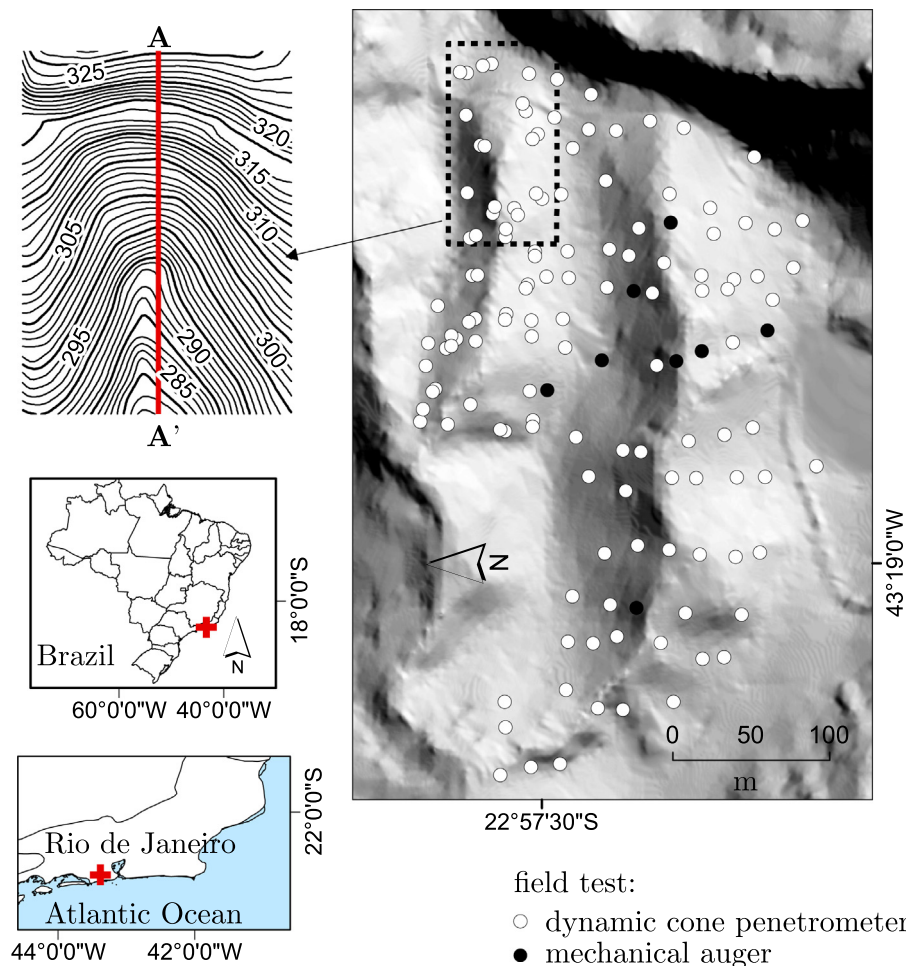 A
325
320
315
310
305
300
295
290
285
A'
Brazil
N
18°0'0"S
60°0'0"W 40°0'0"W
Rio de Janeiro
Atlantic Ocean
22°0'0"S
44°0'0"W 42°0'0"W
N
43°19'0"W
0 50 100
m
22°57'30"S
field test:
dynamic cone penetrometer
mechanical auger